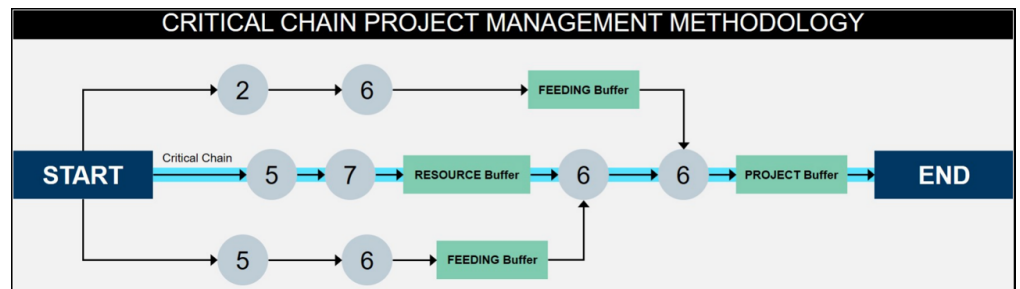 CRITICAL CHAIN PROJECT MANAGEMENT METHODOLOGY
2 6 FEEDING Buffer
START Critical Chain 5 7 RESOURCE Buffer 6 6 PROJECT Buffer END
5 6 FEEDING Buffer